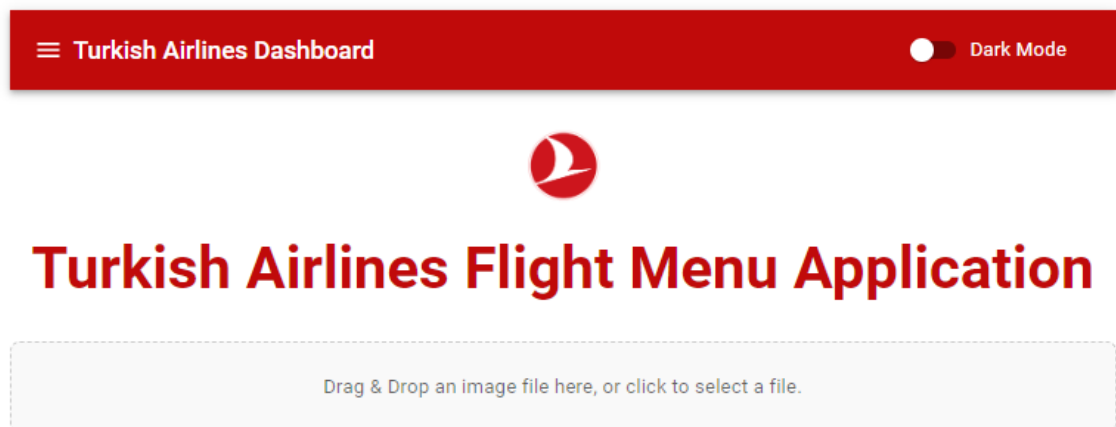 Turkish Airlines Dashboard Dark Mode
Turkish Airlines Flight Menu Application
Drag & Drop an image file here, or click to select a file.